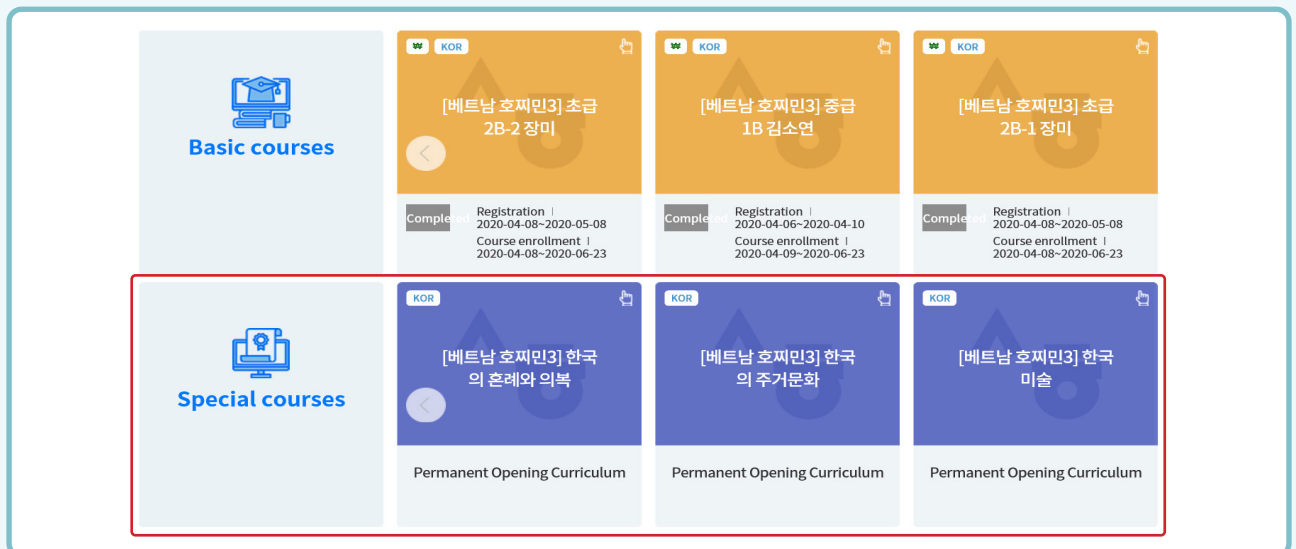 ₩ KOR
[베트남 호찌민3] 초급
2B-2 장미
₩ KOR
[베트남 호찌민3] 중급
1B 김소연
₩ KOR
[베트남 호찌민3] 초급
2B-1 장미
Basic courses
Completed
Registration |
2020-04-08~2020-05-08
Course enrollment |
2020-04-08~2020-06-23
Completed
Registration |
2020-04-06~2020-04-10
Course enrollment |
2020-04-09~2020-06-23
Completed
Registration |
2020-04-08~2020-05-08
Course enrollment |
2020-04-08~2020-06-23
KOR
[베트남 호찌민3] 한국
의 혼례와 의복
KOR
[베트남 호찌민3] 한국
의 주거문화
KOR
[베트남 호찌민3] 한국
미술
Special courses
Permanent Opening Curriculum
Permanent Opening Curriculum
Permanent Opening Curriculum